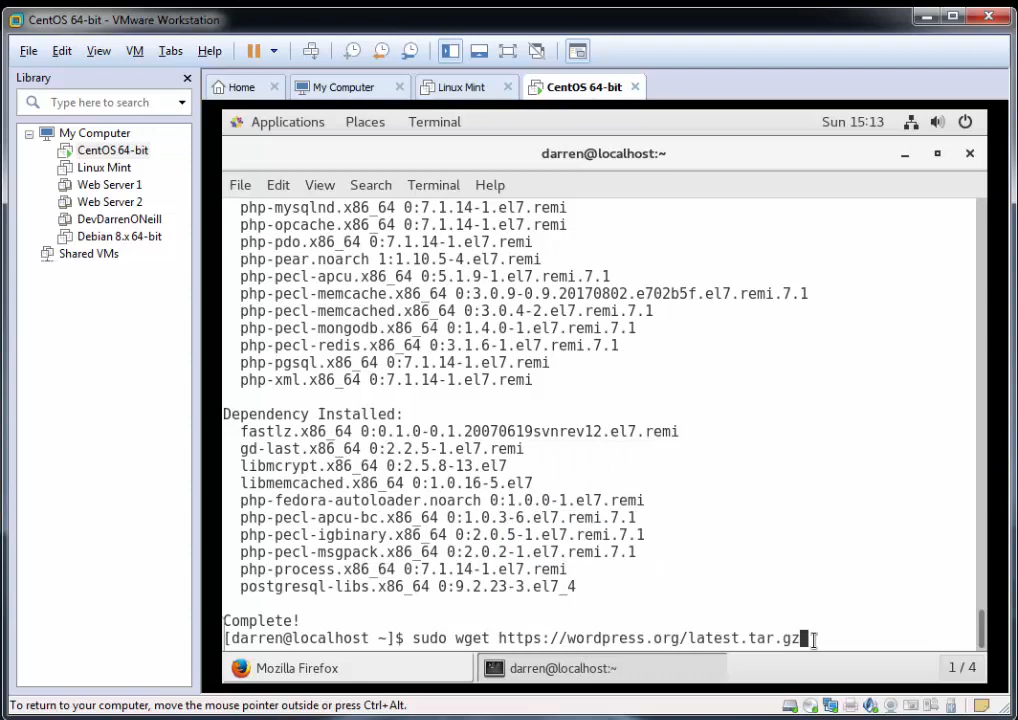 CentOS 64-bit - VMware Workstation
File Edit View VM Tabs Help
Library
Type here to search
My Computer
CentOS 64-bit
Linux Mint
Web Server 1
Web Server 2
DevDarrenONeill
Debian 8.x 64-bit
Shared VMs
Home My Computer Linux Mint CentOS 64-bit
Applications Places Terminal Sun 15:13
darren@localhost:~
File Edit View Search Terminal Help
php-mysqlnd.x86_64 0:7.1.14-1.el7.remi
php-opcache.x86_64 0:7.1.14-1.el7.remi
php-pdo.x86_64 0:7.1.14-1.el7.remi
php-pear.noarch 1:1.10.5-4.el7.remi
php-pecl-apcu.x86_64 0:5.1.9-1.el7.remi.7.1
php-pecl-memcache.x86_64 0:3.0.9-0.9.20170802.e702b5f.el7.remi.7.1
php-pecl-memcached.x86_64 0:3.0.4-2.el7.remi.7.1
php-pecl-mongodb.x86_64 0:1.4.0-1.el7.remi.7.1
php-pecl-redis.x86_64 0:3.1.6-1.el7.remi.7.1
php-pgsql.x86_64 0:7.1.14-1.el7.remi
php-xml.x86_64 0:7.1.14-1.el7.remi
Dependency Installed:
fastlz.x86_64 0:0.1.0-0.1.20070619svnrev12.el7.remi
gd-last.x86_64 0:2.2.5-1.el7.remi
libmcrypt.x86_64 0:2.5.8-13.el7
libmemcached.x86_64 0:1.0.16-5.el7
php-fedora-autoloader.noarch 0:1.0.0-1.el7.remi
php-pecl-apcu-bc.x86_64 0:1.0.3-6.el7.remi.7.1
php-pecl-igbinary.x86_64 0:2.0.5-1.el7.remi.7.1
php-pecl-msgpack.x86_64 0:2.0.2-1.el7.remi.7.1
php-process.x86_64 0:7.1.14-1.el7.remi
postgresql-libs.x86_64 0:9.2.23-3.el7_4
Complete!
[darren@localhost ~]$ sudo wget https://wordpress.org/latest.tar.gz
Mozilla Firefox darren@localhost:~ 1 / 4
To return to your computer, move the mouse pointer outside or press Ctrl+Alt.